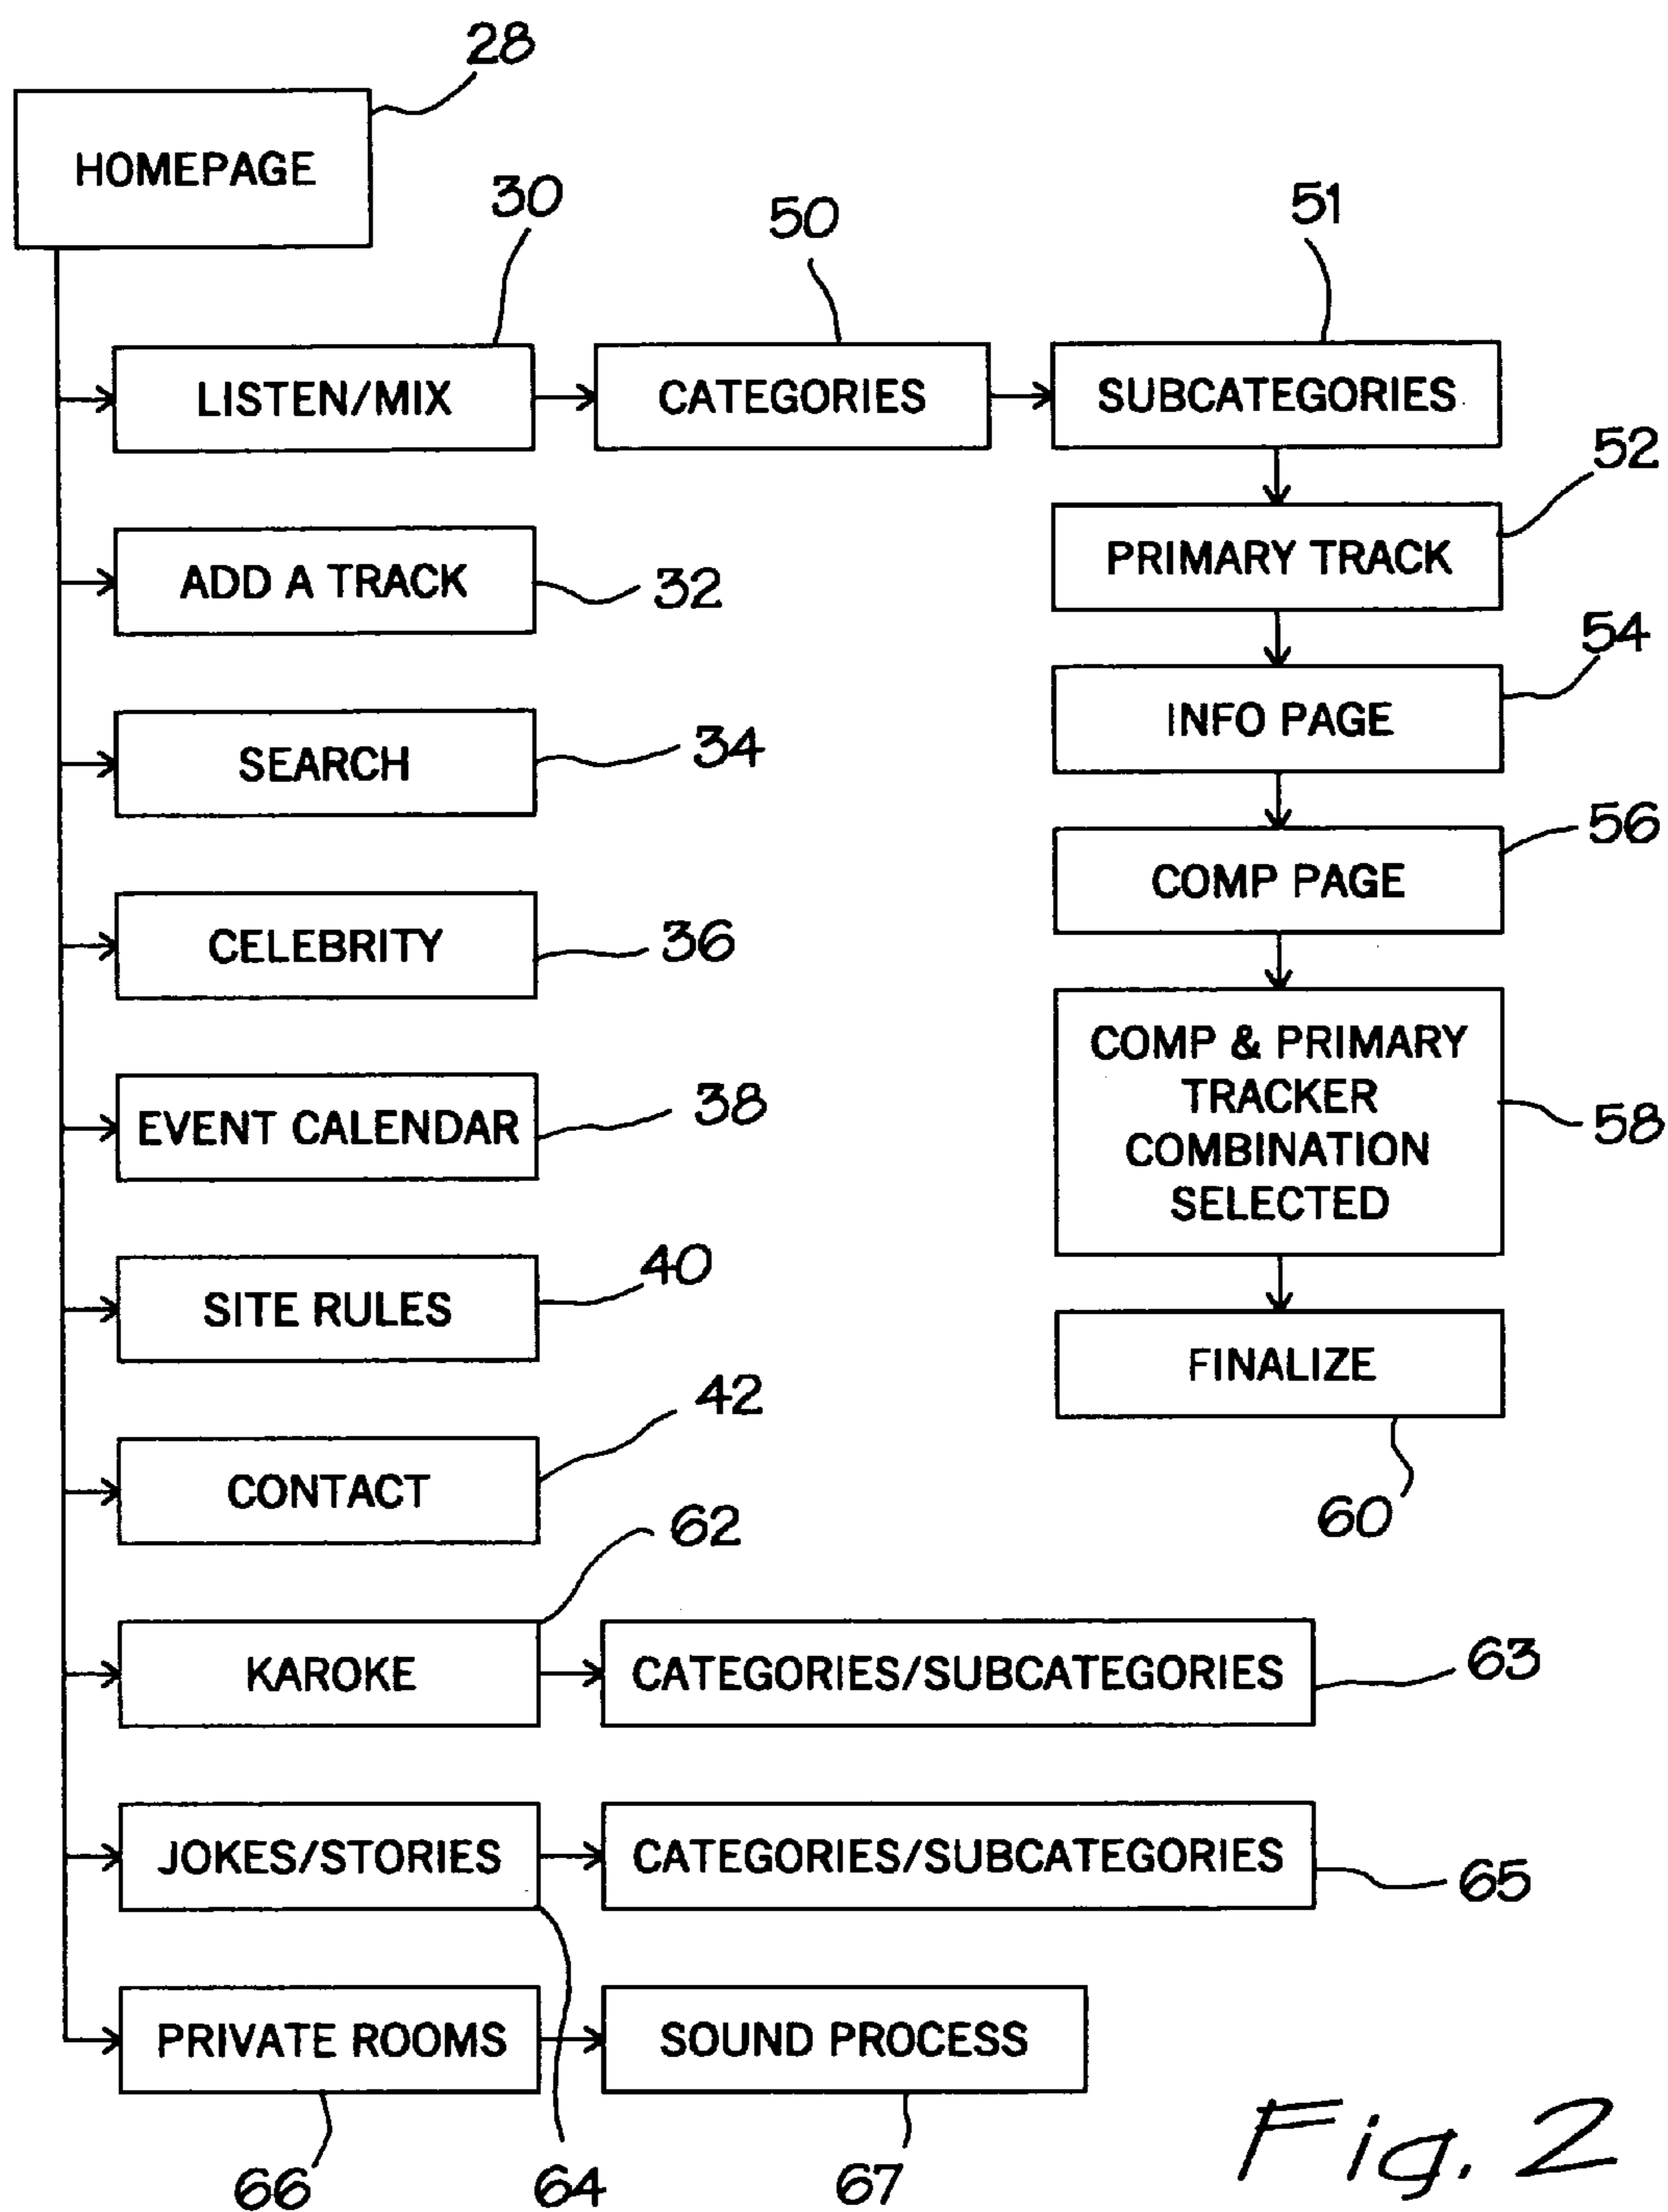 28
HOMEPAGE
30
50
51
LISTEN/MIX
CATEGORIES
SUBCATEGORIES
52
PRIMARY TRACK
ADD A TRACK
32
54
INFO PAGE
SEARCH
34
56
COMP PAGE
CELEBRITY
36
COMP & PRIMARY
TRACKER
COMBINATION
SELECTED
58
EVENT CALENDAR
38
SITE RULES
40
FINALIZE
60
CONTACT
42
62
KAROKE
CATEGORIES/SUBCATEGORIES
63
JOKES/STORIES
CATEGORIES/SUBCATEGORIES
65
PRIVATE ROOMS
SOUND PROCESS
66
64
67
Fig. 2